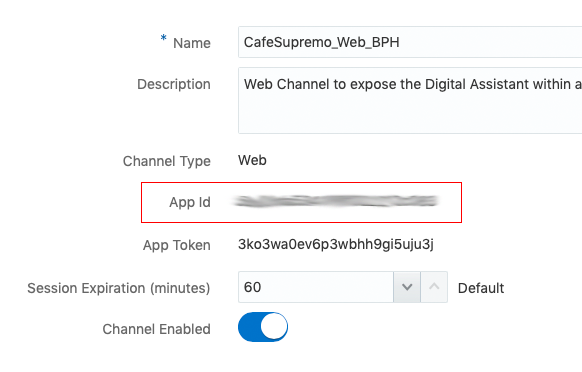 * Name CafeSupremo_Web_BPH
Description Web Channel to expose the Digital Assistant within a
Channel Type Web
App Id
App Token 3ko3wa0ev6p3wbhh9gi5uju3j
Session Expiration (minutes) 60 Default
Channel Enabled